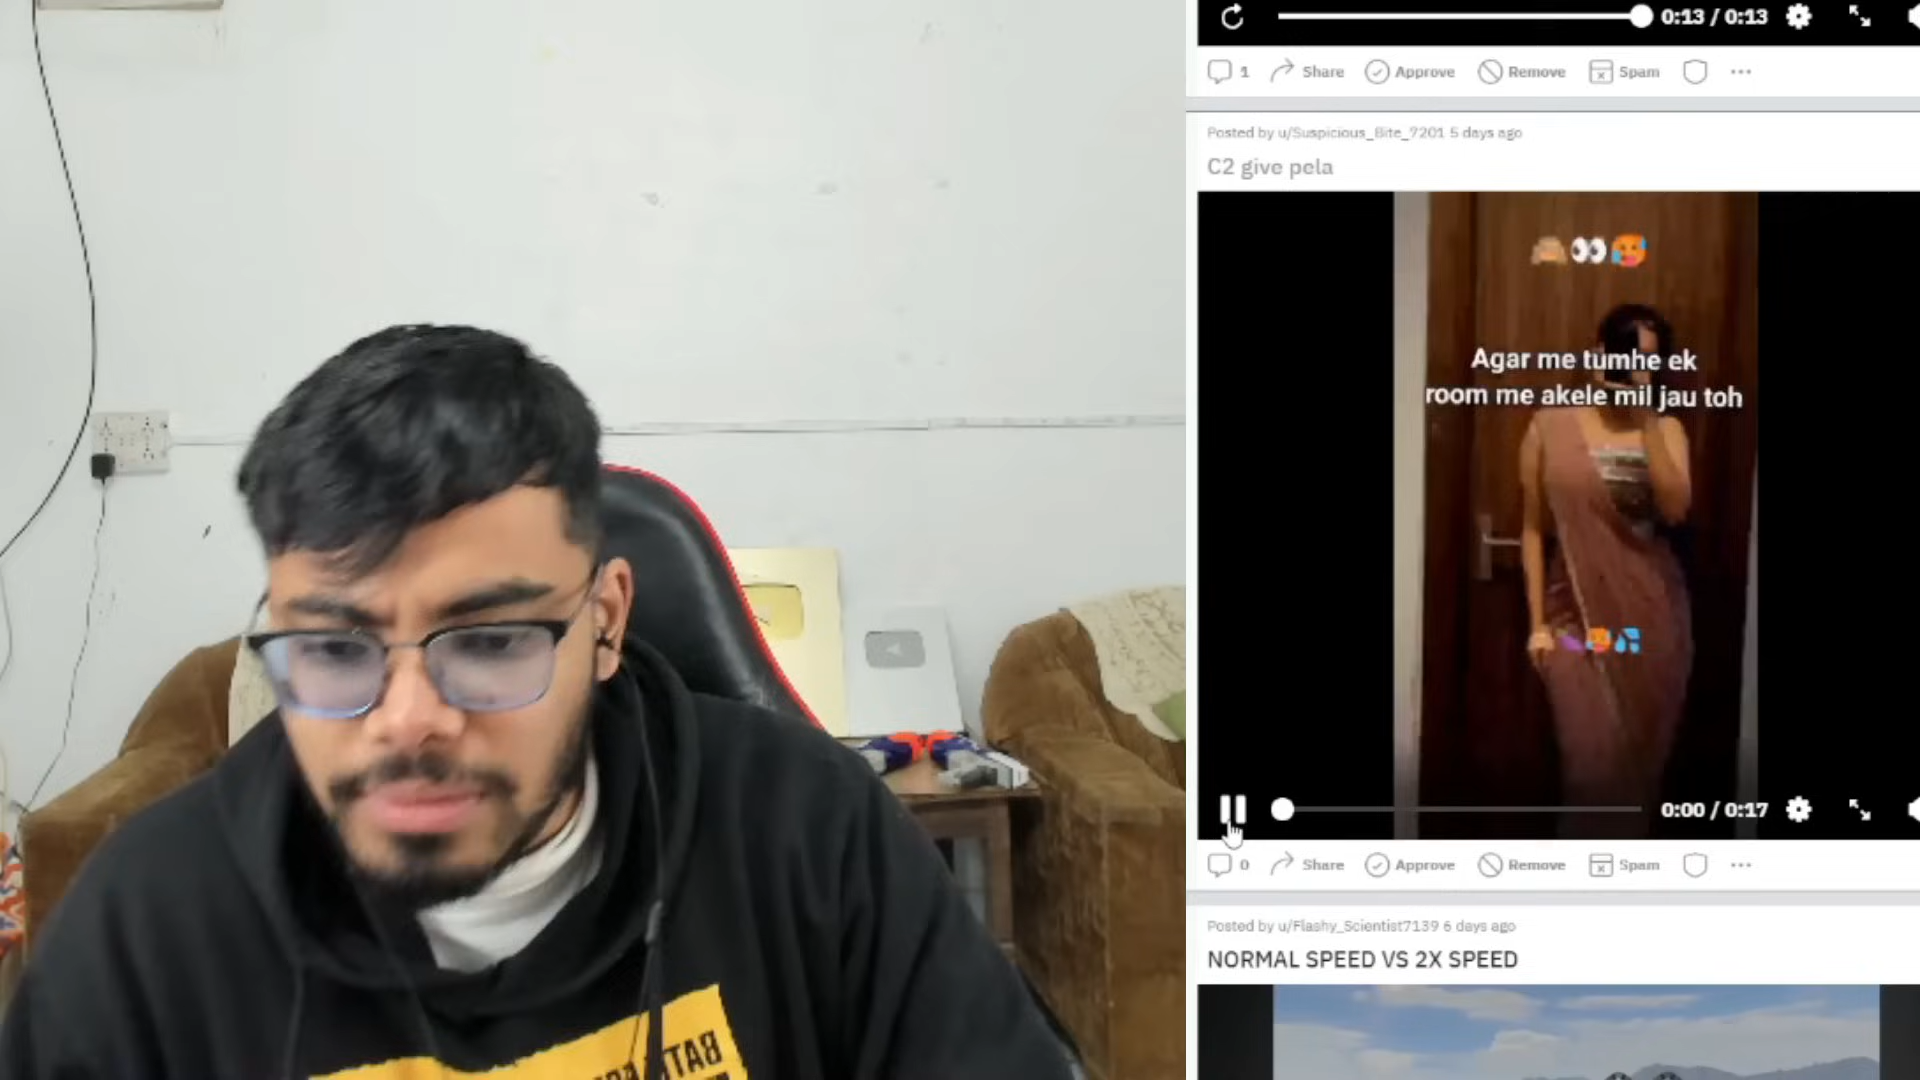 0:13 / 0:13
1 Share Approve Remove Spam
Posted by u/Suspicious_Bite_7201 5 days ago
C2 give pela
Agar me tumhe ek
room me akele mil jau toh
0:00 / 0:17
0 Share Approve Remove Spam
Posted by u/Flashy_Scientist7139 6 days ago
NORMAL SPEED VS 2X SPEED